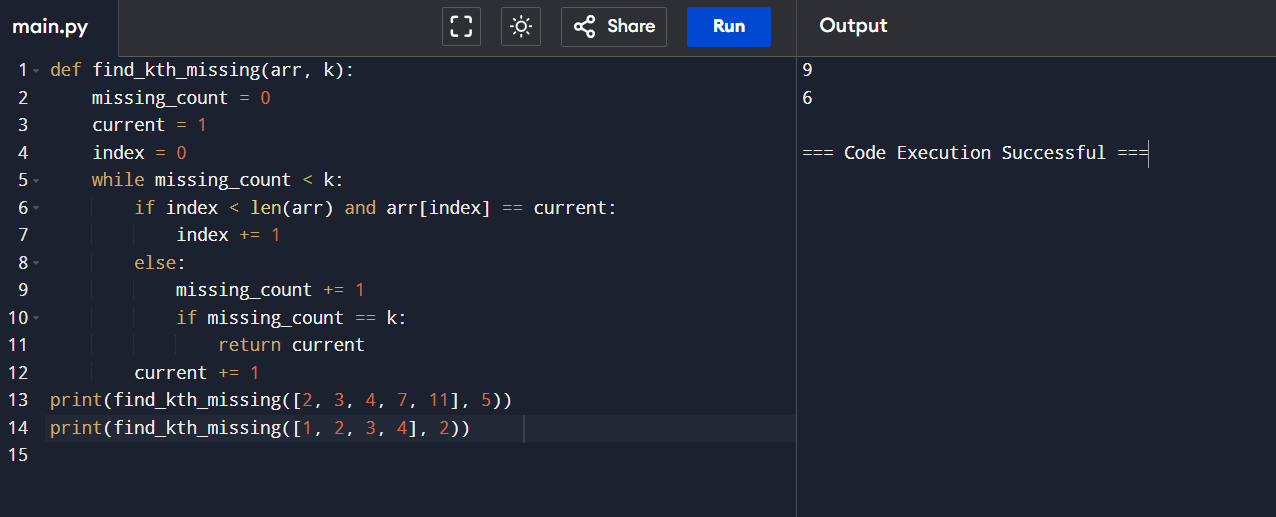 main.py Share Run Output
1 def find_kth_missing(arr, k):
2     missing_count = 0
3     current = 1
4     index = 0
5     while missing_count < k:
6         if index < len(arr) and arr[index] == current:
7             index += 1
8         else:
9             missing_count += 1
10             if missing_count == k:
11                 return current
12         current += 1
13 print(find_kth_missing([2, 3, 4, 7, 11], 5))
14 print(find_kth_missing([1, 2, 3, 4], 2))
15
9
6
=== Code Execution Successful ===